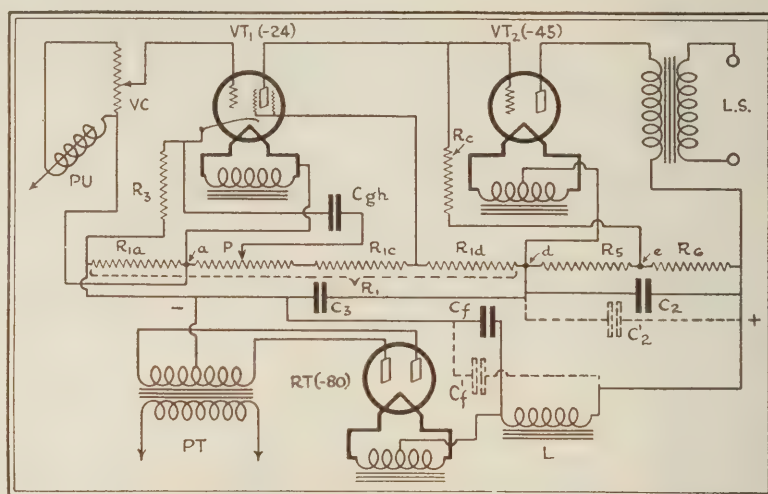 VT₁(-24)
VT₂(-45)
VC
L.S.
PU
R₃
Rc
Cgh
R₁a
a
P
R₁c
R₁d
d
R₅
e
R₆
R₁
-
C₃
Cf
C₂
C'₂
+
RT(-80)
C'f
PT
L